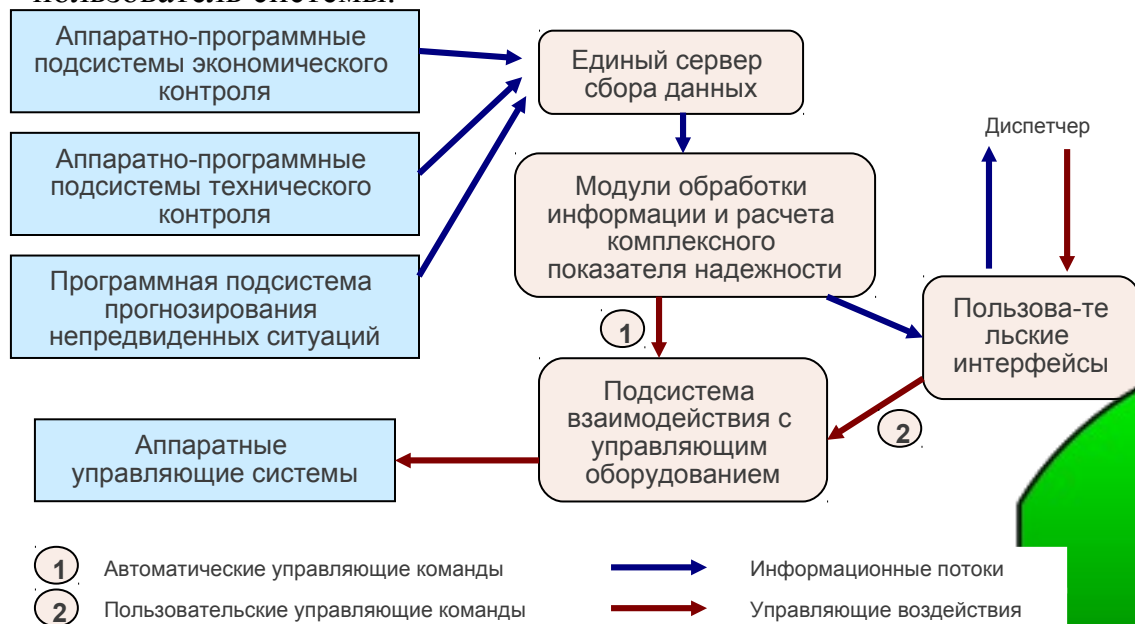 пользователь системы.
Аппаратно-программные
подсистемы экономического
контроля
Единый сервер
сбора данных
Диспетчер
Аппаратно-программные
подсистемы технического
контроля
Модули обработки
информации и расчета
комплексного
показателя надежности
Программная подсистема
прогнозирования
непредвиденных ситуаций
Пользова-те
льские
интерфейсы
1
Подсистема
взаимодействия с
управляющим
оборудованием
2
Аппаратные
управляющие системы
1 Автоматические управляющие команды
Информационные потоки
2 Пользовательские управляющие команды
Управляющие воздействия